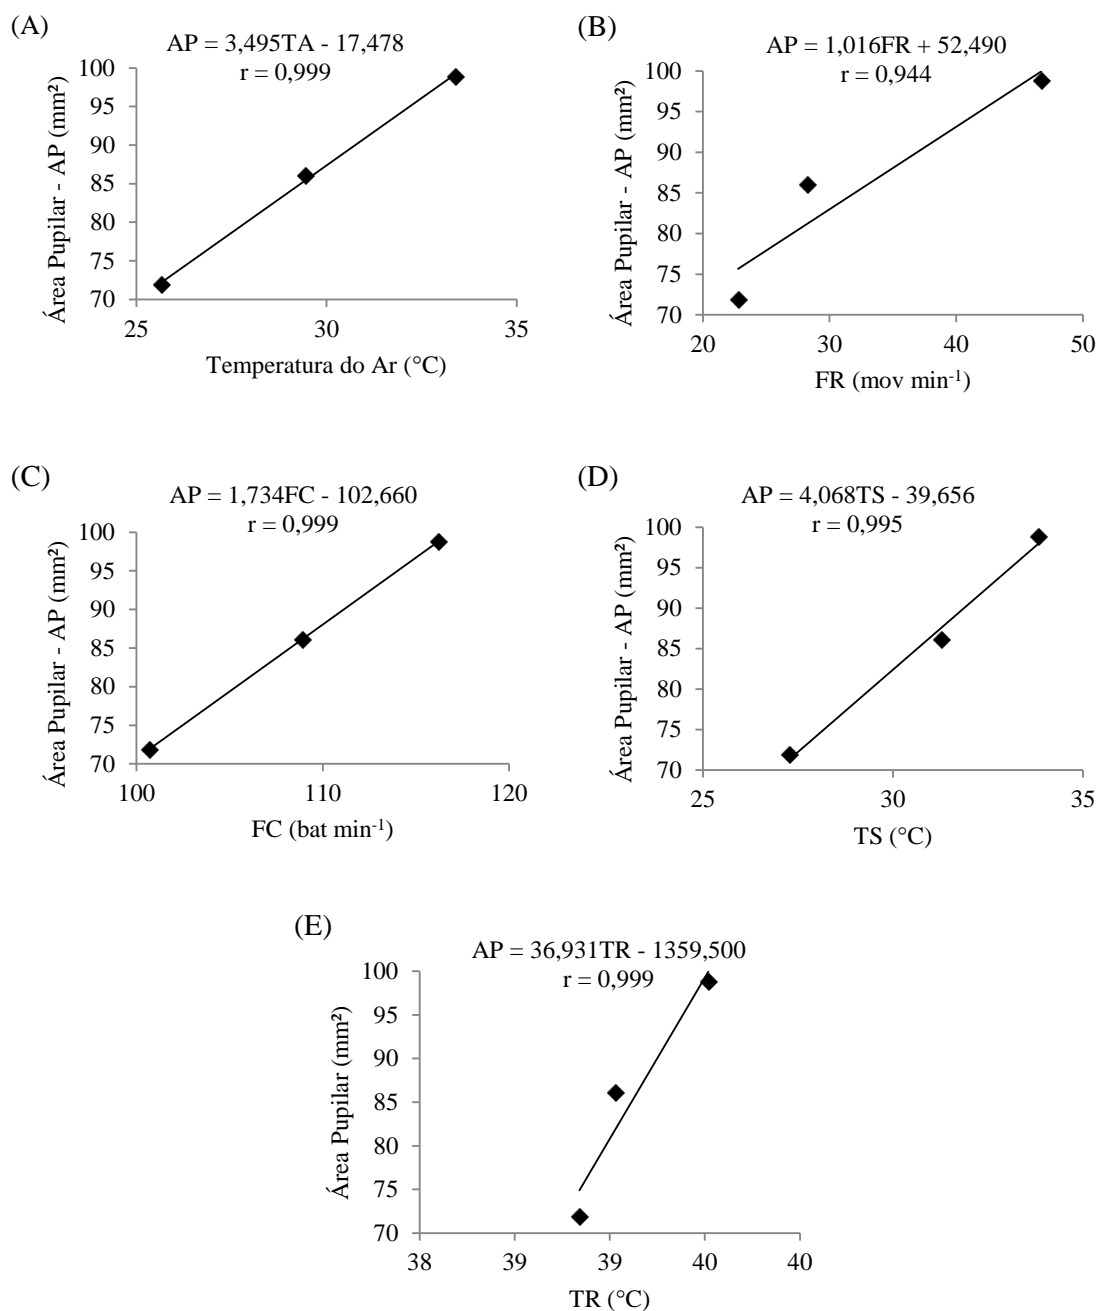 (A)
AP = 3,495TA - 17,478
r = 0,999
Área Pupilar - AP (mm²)
100
95
90
85
80
75
70
25 30 35
Temperatura do Ar (°C)
(B)
AP = 1,016FR + 52,490
r = 0,944
Área Pupilar - AP (mm²)
100
95
90
85
80
75
70
20 30 40 50
FR (mov min⁻¹)
(C)
AP = 1,734FC - 102,660
r = 0,999
Área Pupilar - AP (mm²)
100
95
90
85
80
75
70
100 110 120
FC (bat min⁻¹)
(D)
AP = 4,068TS - 39,656
r = 0,995
Área Pupilar - AP (mm²)
100
95
90
85
80
75
70
25 30 35
TS (°C)
(E)
AP = 36,931TR - 1359,500
r = 0,999
Área Pupilar (mm²)
100
95
90
85
80
75
70
38 39 39 40 40
TR (°C)